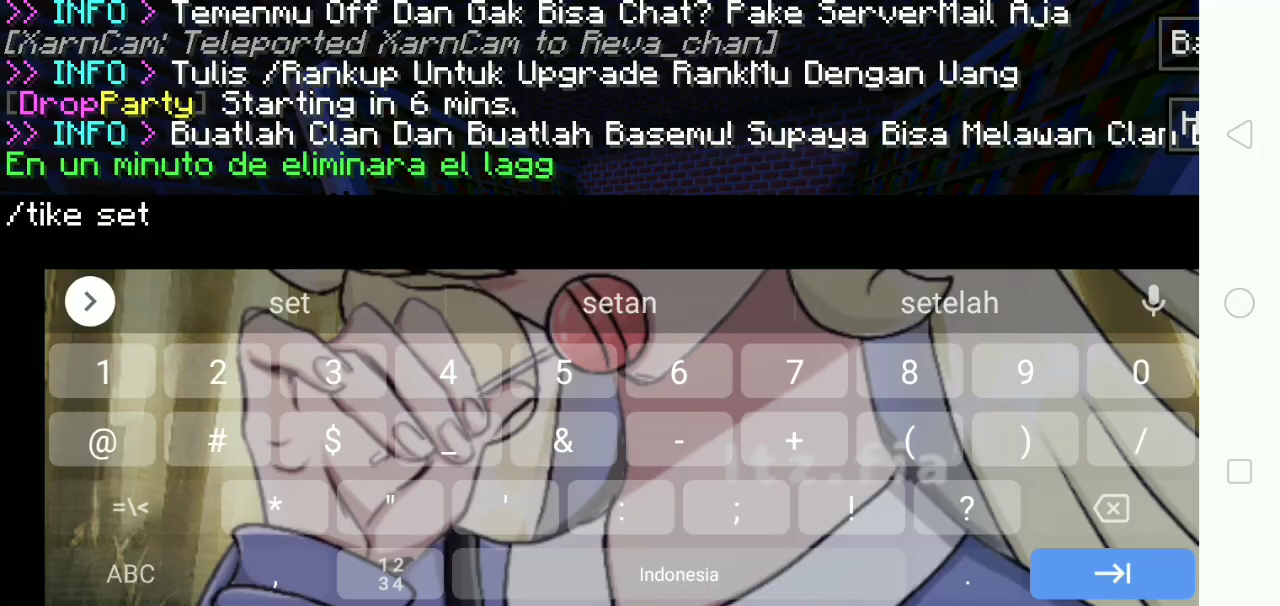 >> INFO > Temenmu Off Dan Gak Bisa Chat? Pake ServerMail Aja
[XarnCam: Teleported XarnCam to Reva_chan]
>> INFO > Tulis /Rankup Untuk Upgrade RankMu Dengan Uang
[DropParty] Starting in 6 mins.
>> INFO > Buatlah Clan Dan Buatlah Basemu! Supaya Bisa Melawan Clan
En un minuto de eliminara el lagg
/tike set
set setan setelah
1 2 3 4 5 6 7 8 9 0
@ # $ _ & - + ( ) /
=\< * " ' : ; ! ?
ABC , 12 34 Indonesia .